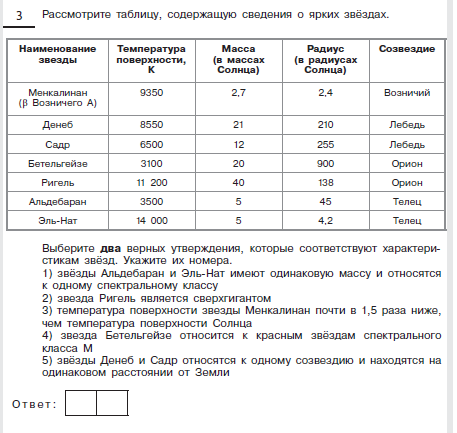 3
Рассмотрите таблицу, содержащую сведения о ярких звёздах.
Наименование звезды Температура поверхности, К Масса (в массах Солнца) Радиус (в радиусах Солнца) Созвездие
Менкалинан (β Возничего А) 9350 2,7 2,4 Возничий
Денеб 8550 21 210 Лебедь
Садр 6500 12 255 Лебедь
Бетельгейзе 3100 20 900 Орион
Ригель 11 200 40 138 Орион
Альдебаран 3500 5 45 Телец
Эль-Нат 14 000 5 4,2 Телец
Выберите два верных утверждения, которые соответствуют характери-
стикам звёзд. Укажите их номера.
1) звёзды Альдебаран и Эль-Нат имеют одинаковую массу и относятся
к одному спектральному классу
2) звезда Ригель является сверхгигантом
3) температура поверхности звезды Менкалинан почти в 1,5 раза ниже,
чем температура поверхности Солнца
4) звезда Бетельгейзе относится к красным звёздам спектрального
класса М
5) звёзды Денеб и Садр относятся к одному созвездию и находятся на
одинаковом расстоянии от Земли
Ответ: